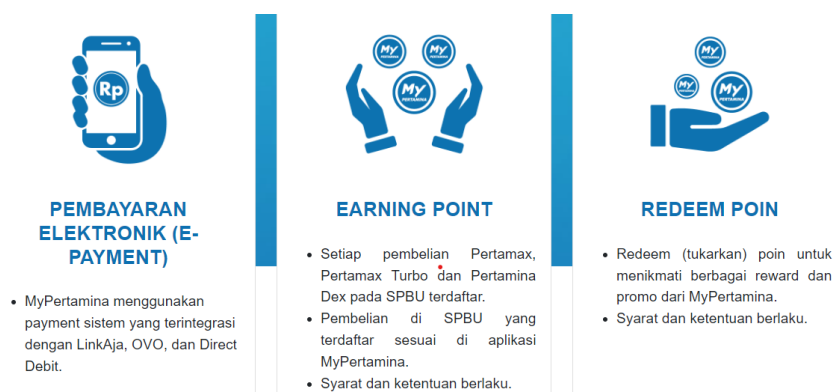 Rp
PEMBAYARAN
ELEKTRONIK (E-
PAYMENT)
• MyPertamina menggunakan
payment sistem yang terintegrasi
dengan LinkAja, OVO, dan Direct
Debit.
My
PERTAMINA
My
PERTAMINA
My
PERTAMINA
EARNING POINT
• Setiap pembelian Pertamax,
Pertamax Turbo dan Pertamina
Dex pada SPBU terdaftar.
• Pembelian di SPBU yang
terdaftar sesuai di aplikasi
MyPertamina.
• Syarat dan ketentuan berlaku.
My
PERTAMINA
My
PERTAMINA
My
PERTAMINA
REDEEM POIN
• Redeem (tukarkan) poin untuk
menikmati berbagai reward dan
promo dari MyPertamina.
• Syarat dan ketentuan berlaku.